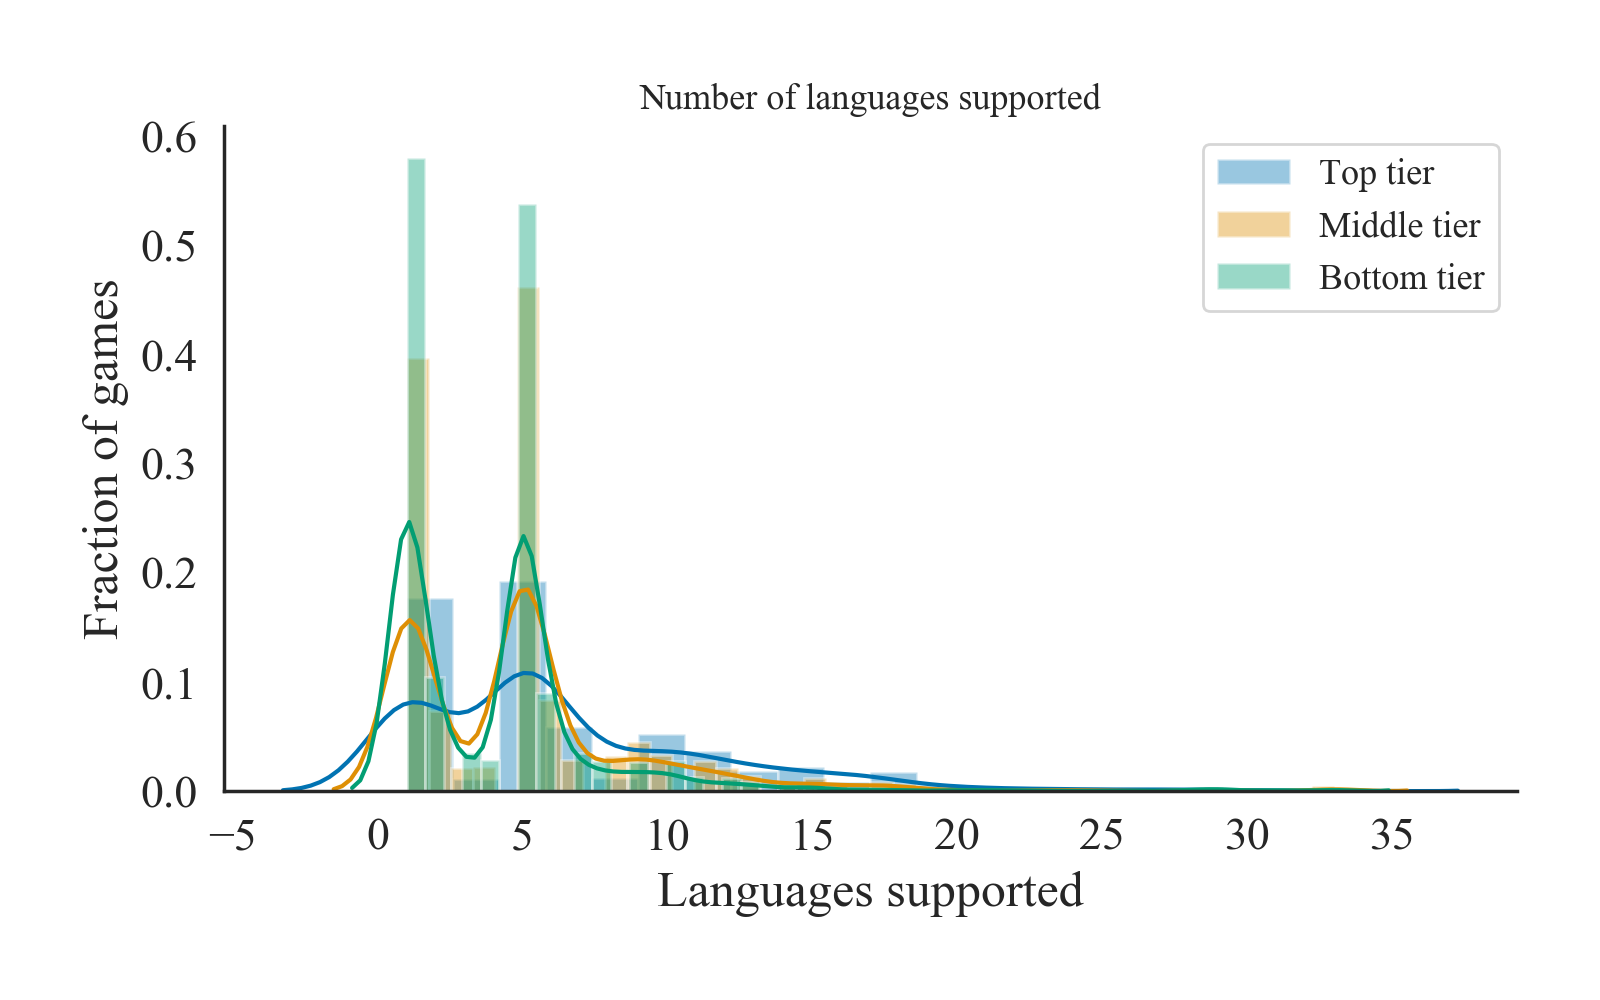 Number of languages supported
0.6
0.5
0.4
0.3
0.2
0.1
0.0
Fraction of games
Top tier
Middle tier
Bottom tier
−5 0 5 10 15 20 25 30 35
Languages supported